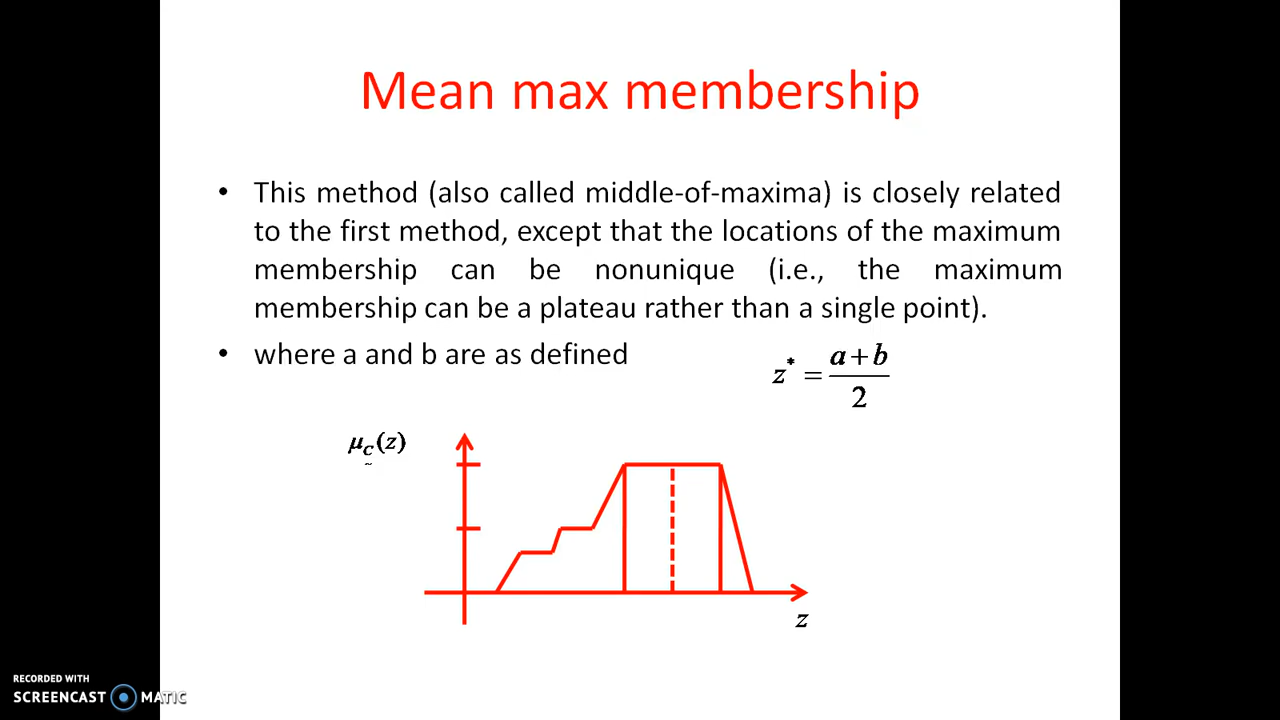 Mean max membership
• This method (also called middle-of-maxima) is closely related
to the first method, except that the locations of the maximum
membership can be nonunique (i.e., the maximum
membership can be a plateau rather than a single point).
• where a and b are as defined
z* = (a+b)/2
μ_C̰(z)
z
RECORDED WITH
SCREENCAST MATIC